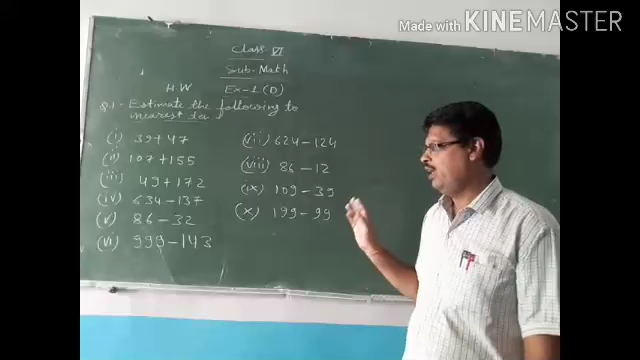 Made with KINEMASTER
Class VI
Sub- Math
H.W
Ex-1 (D)
Q.1- Estimate the following to
nearest ten
(i) 39+47
(ii) 107+155
(iii) 49+172
(iv) 634-137
(v) 86-32
(vi) 999-143
(vii) 624-124
(viii) 86-12
(ix) 109-39
(x) 199-99